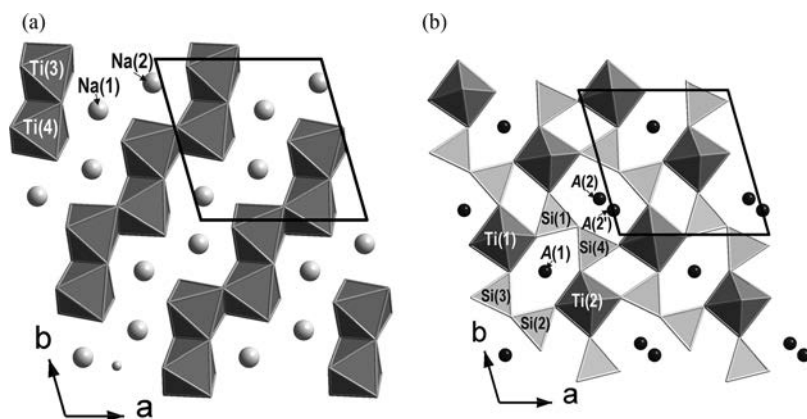 (a)
Ti(3)
Na(1)
Na(2)
Ti(4)
b
a
(b)
A(2)
A(2')
Si(1)
Ti(1)
Si(4)
A(1)
Si(3)
Si(2)
Ti(2)
b
a